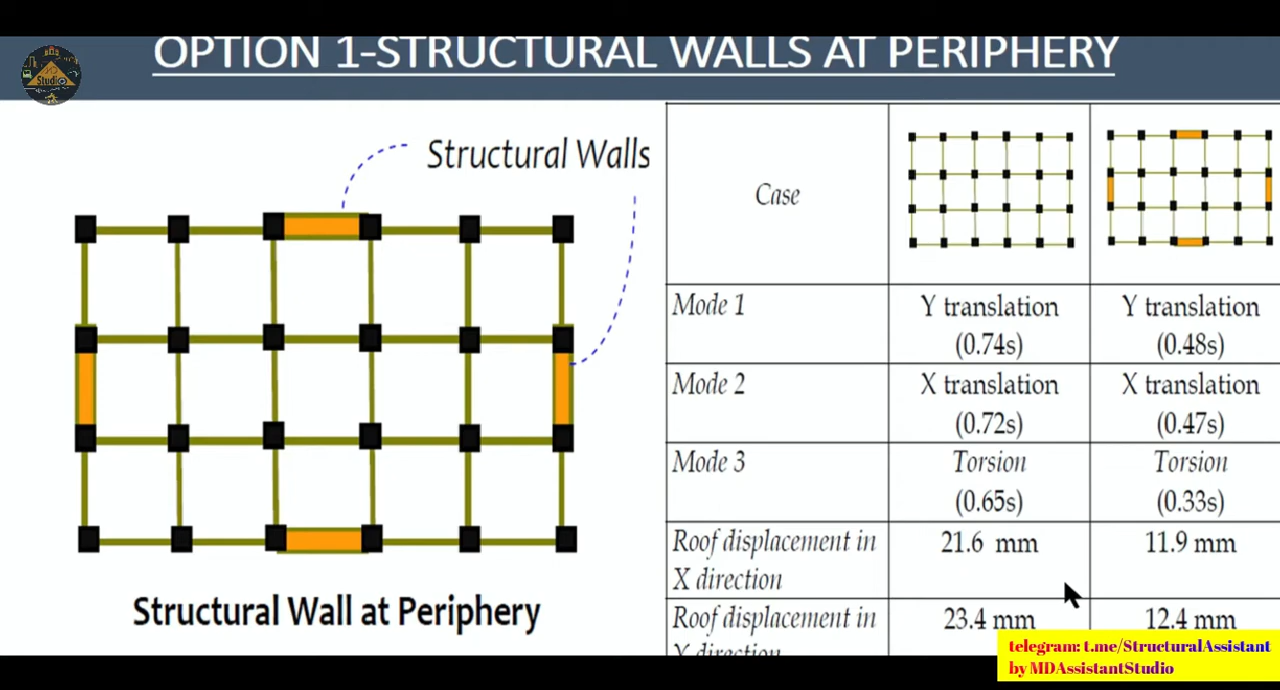 OPTION 1-STRUCTURAL WALLS AT PERIPHERY
Studio
Structural Walls
Structural Wall at Periphery
Case
Mode 1
Y translation
(0.74s)
Y translation
(0.48s)
Mode 2
X translation
(0.72s)
X translation
(0.47s)
Mode 3
Torsion
(0.65s)
Torsion
(0.33s)
Roof displacement in
X direction
21.6 mm
11.9 mm
Roof displacement in
Y direction
23.4 mm
12.4 mm
telegram: t.me/StructuralAssistant
by MDAssistantStudio